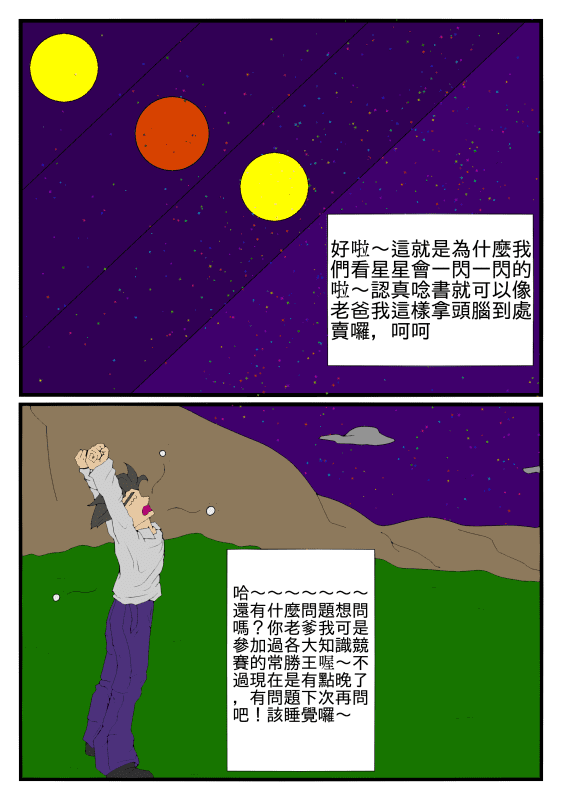 好啦～這就是為什麼我
們看星星會一閃一閃的
啦～認真唸書就可以像
老爸我這樣拿頭腦到處
賣囉，呵呵
哈～～～～～～～
還有什麼問題想問
嗎？你老爹我可是
參加過各大知識競
賽的常勝王喔～不
過現在是有點晚了
，有問題下次再問
吧！該睡覺囉～